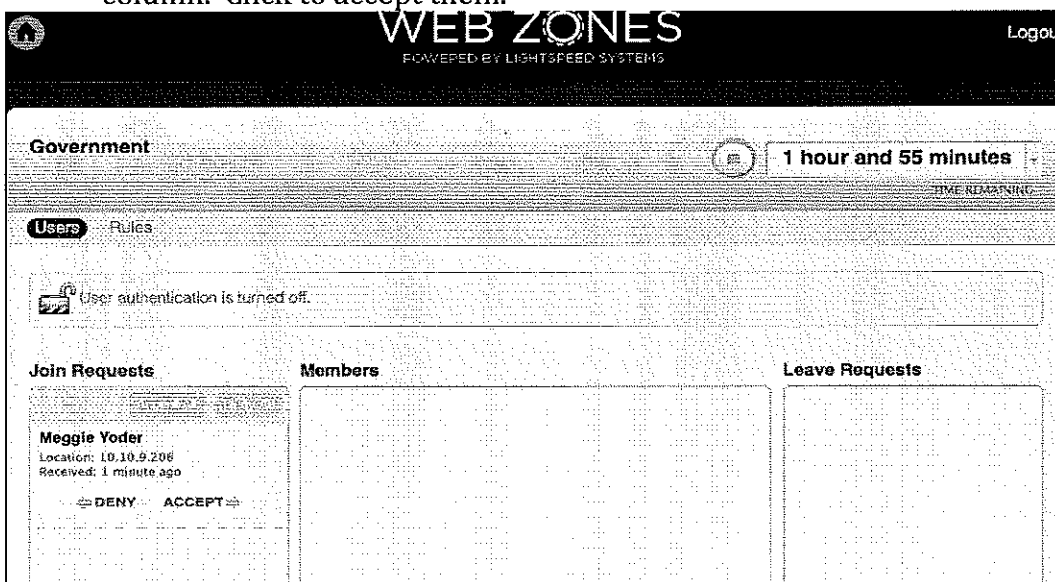 column. Click to accept them.
WEB ZONES
POWERED BY LIGHTSPEED SYSTEMS
Logou
Government
1 hour and 55 minutes
TIME REMAINING
Users Rules
User authentication is turned off.
Join Requests Members Leave Requests
Meggie Yoder
Location: 10.10.9.206
Received: 1 minute ago
DENY ACCEPT